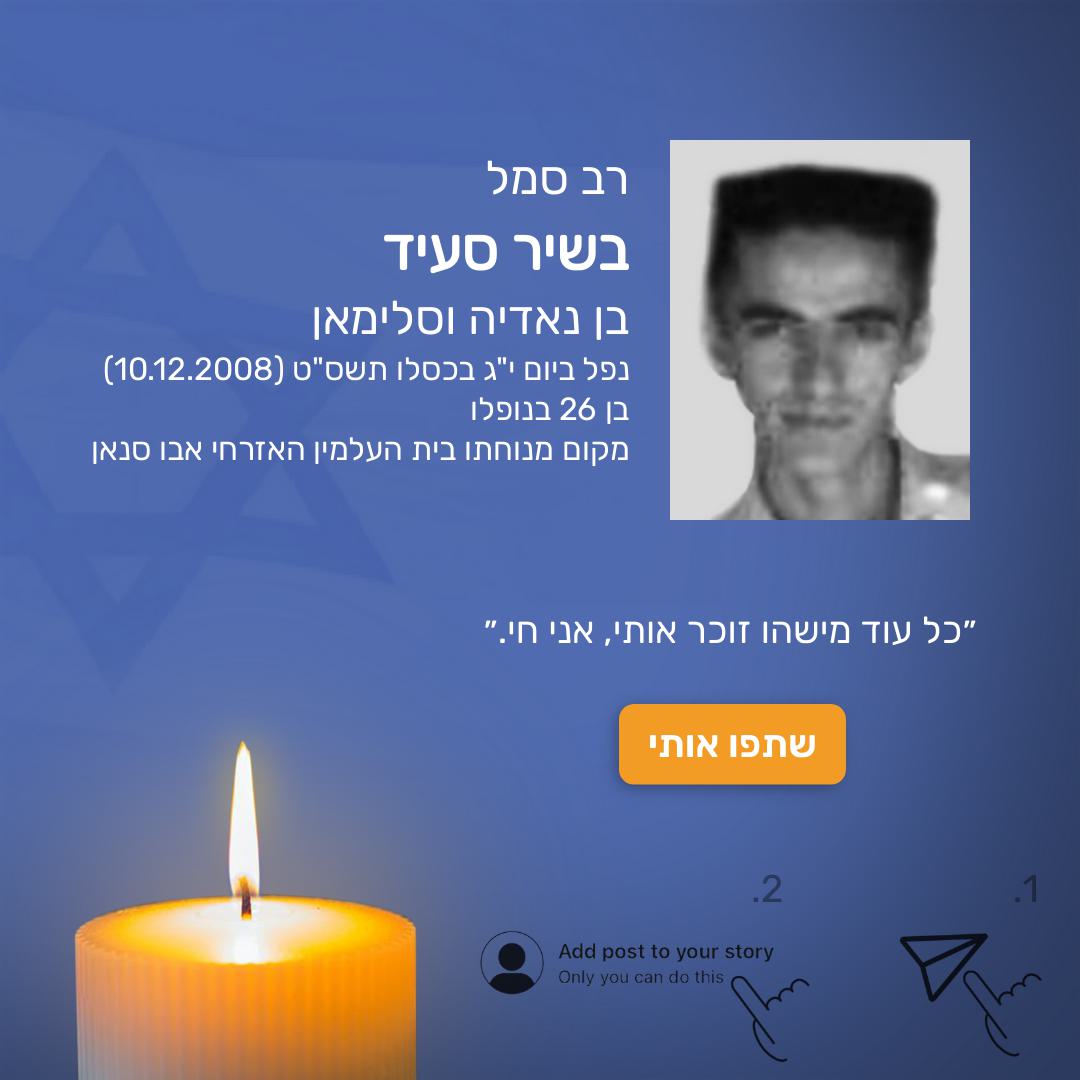 רב סמל
בשיר סעיד
בן נאדיה וסלימאן
נפל ביום י"ג בכסלו תשס"ט (10.12.2008)
בן 26 בנופלו
מקום מנוחתו בית העלמין האזרחי אבו סנאן
״כל עוד מישהו זוכר אותי, אני חי.״
שתפו אותי
1.
2.
Add post to your story
Only you can do this